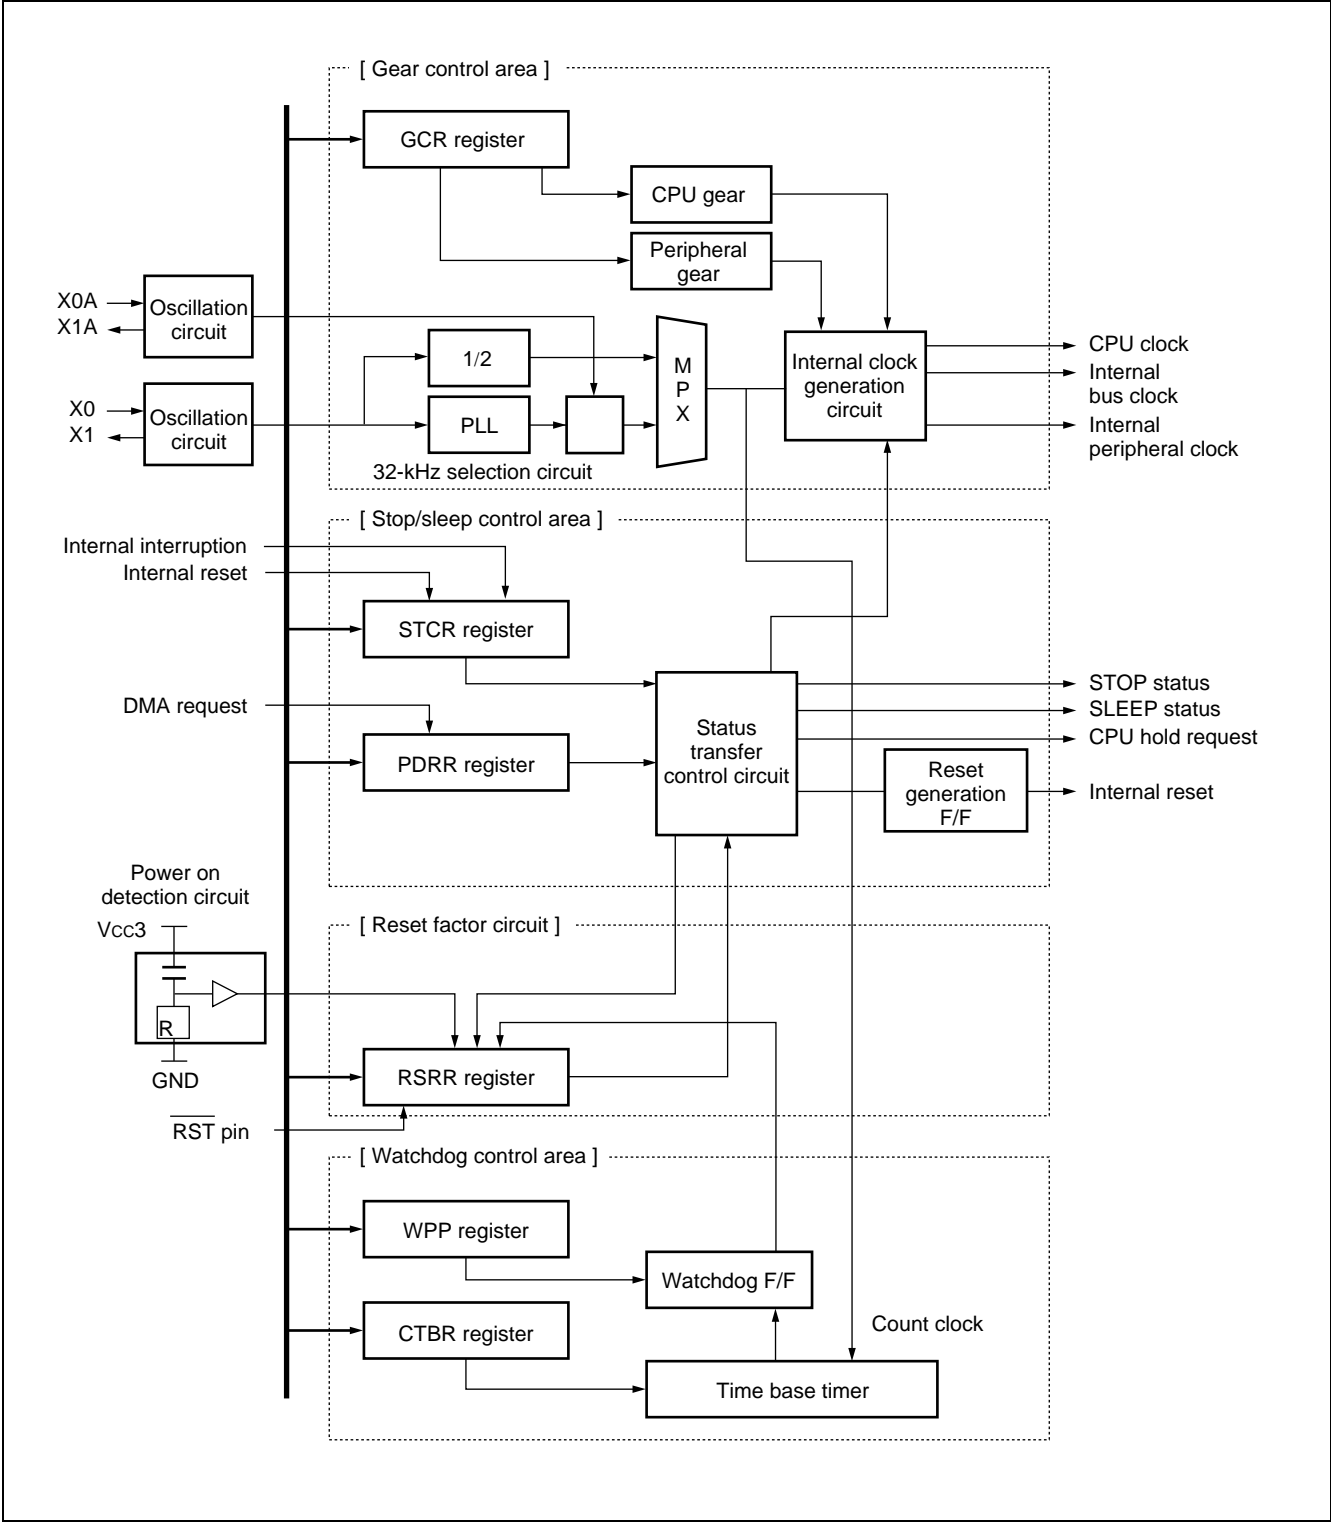 [ Gear control area ]
GCR register
CPU gear
Peripheral
gear
X0A
X1A
Oscillation
circuit
1/2
M
P
X
Internal clock
generation
circuit
CPU clock
Internal
bus clock
Internal
peripheral clock
X0
X1
Oscillation
circuit
PLL
32-kHz selection circuit
[ Stop/sleep control area ]
Internal interruption
Internal reset
STCR register
DMA request
PDRR register
Status
transfer
control circuit
STOP status
SLEEP status
CPU hold request
Reset
generation
F/F
Internal reset
Power on
detection circuit
VCC3
R
GND
[ Reset factor circuit ]
RSRR register
RST pin
[ Watchdog control area ]
WPP register
Watchdog F/F
CTBR register
Count clock
Time base timer